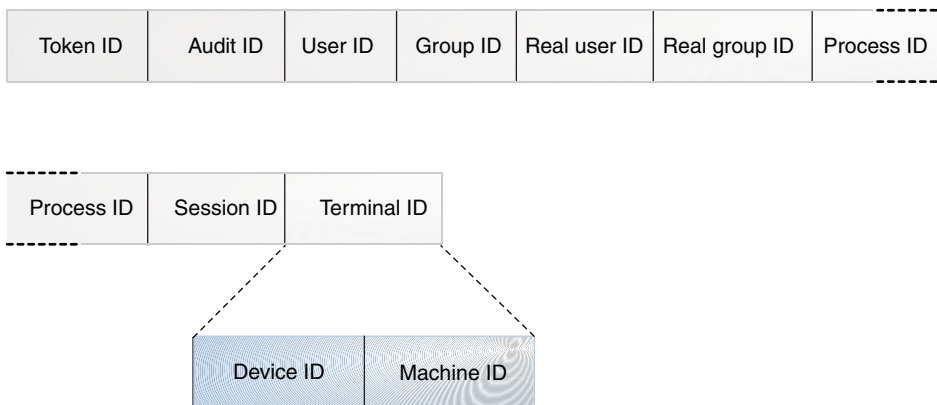 Token ID Audit ID User ID Group ID Real user ID Real group ID Process ID
Process ID Session ID Terminal ID
Device ID Machine ID